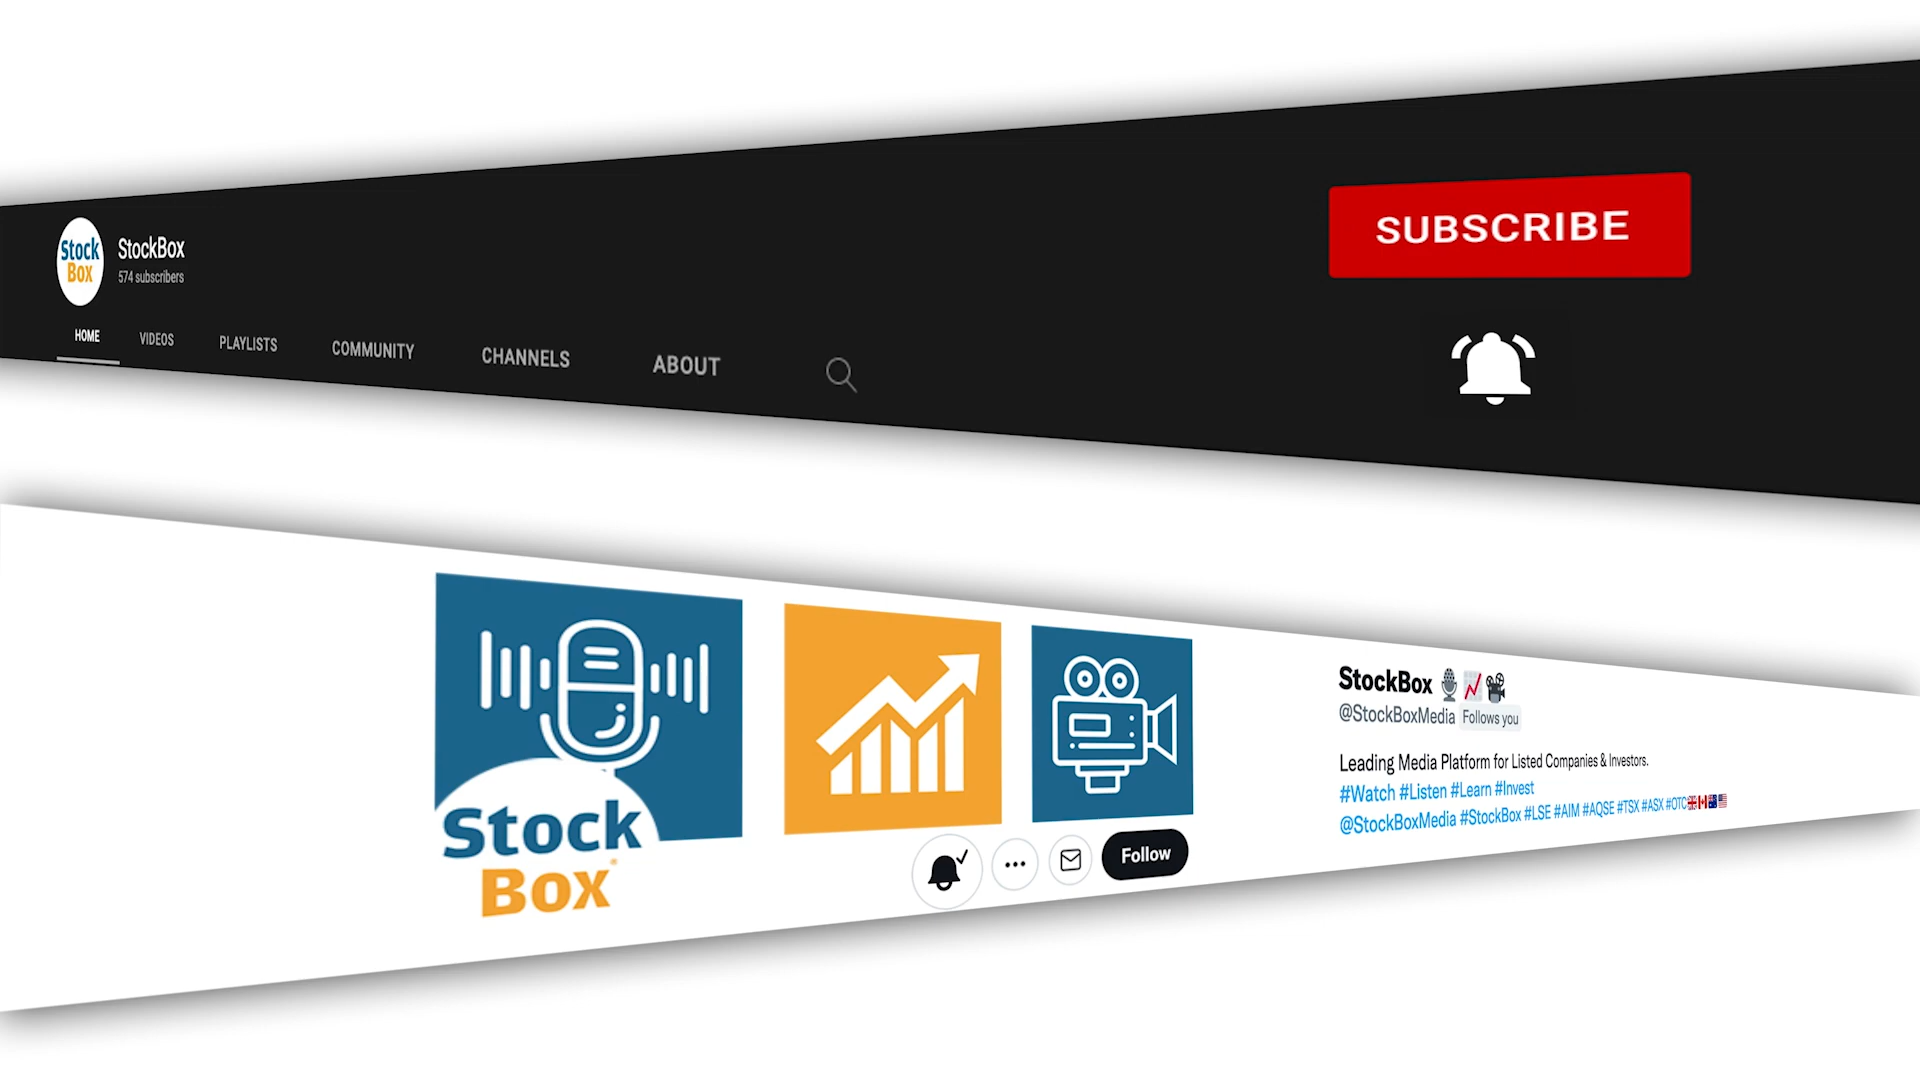 Stock
Box
StockBox
574 subscribers
SUBSCRIBE
HOME VIDEOS PLAYLISTS COMMUNITY CHANNELS ABOUT
Stock
Box
Follow
StockBox
@StockBoxMedia Follows you
Leading Media Platform for Listed Companies & Investors.
#Watch #Listen #Learn #Invest
@StockBoxMedia #StockBox #LSE #AIM #AQSE #TSX #ASX #OTC